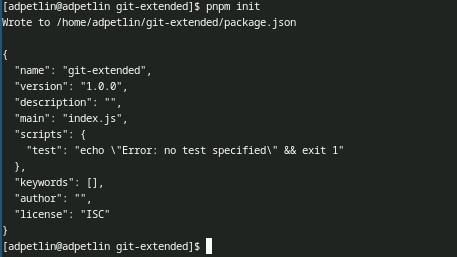 [adpetlin@adpetlin git-extended]$ pnpm init
Wrote to /home/adpetlin/git-extended/package.json

{
  "name": "git-extended",
  "version": "1.0.0",
  "description": "",
  "main": "index.js",
  "scripts": {
    "test": "echo \"Error: no test specified\" && exit 1"
  },
  "keywords": [],
  "author": "",
  "license": "ISC"
}
[adpetlin@adpetlin git-extended]$